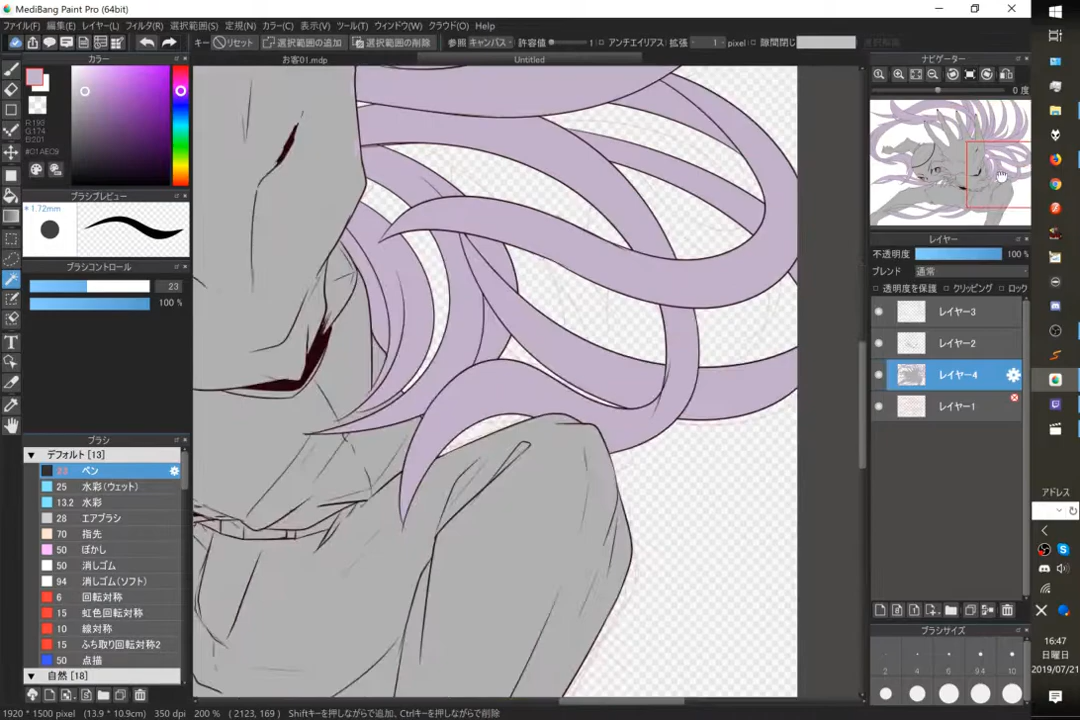 MediBang Paint Pro (64bit)
ファイル(F) 編集(E) レイヤー(L) フィルタ(R) 選択範囲(S) 定規(N) カラー(C) 表示(V) ツール(T) ウィンドウ(W) クラウド(O) Help
キー リセット 選択範囲の追加 選択範囲の削除 参照 キャンバス 許容値 1 アンチエイリアス 拡張 1 pixel 隙間閉じ
カラー
お客01.mdp
Untitled
ナビゲーター
0 度
R193
G174
B201
#C1AEC9
ブラシプレビュー
* 1.72mm
ブラシコントロール
23
100 %
レイヤー
不透明度 100 %
ブレンド 通常
透明度を保護 クリッピング ロック
レイヤー3
レイヤー2
レイヤー4
レイヤー1
ブラシ
デフォルト [13]
23 ペン
25 水彩(ウェット)
13.2 水彩
28 エアブラシ
70 指先
50 ぼかし
50 消しゴム
94 消しゴム(ソフト)
6 回転対称
15 虹色回転対称
10 線対称
15 ふち取り回転対称2
50 点描
自然 [18]
ブラシサイズ
アドレス
16:47
日曜日
2019/07/21
1920 * 1500 pixel (13.9 * 10.9cm) 350 dpi 200 % ( 2123, 169 ) Shiftキーを押しながらで追加、Ctrlキーを押しながらで削除